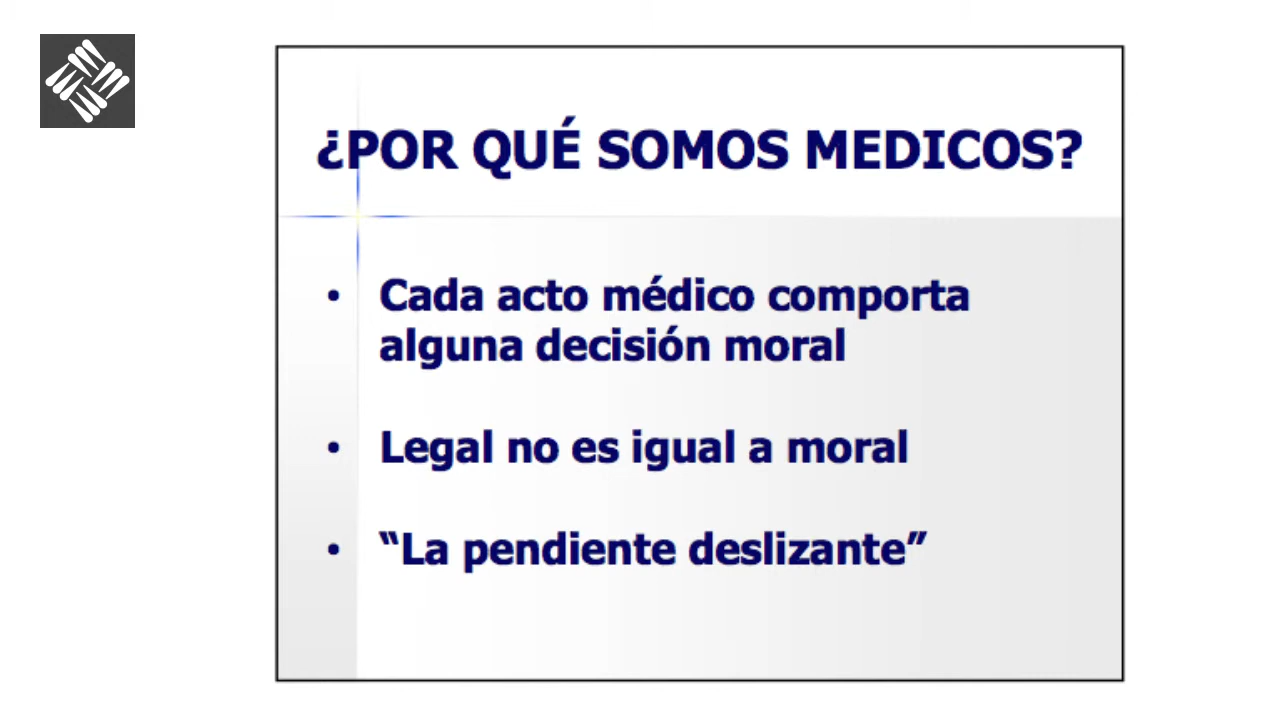 ¿POR QUÉ SOMOS MEDICOS?
• Cada acto médico comporta
alguna decisión moral
• Legal no es igual a moral
• “La pendiente deslizante”